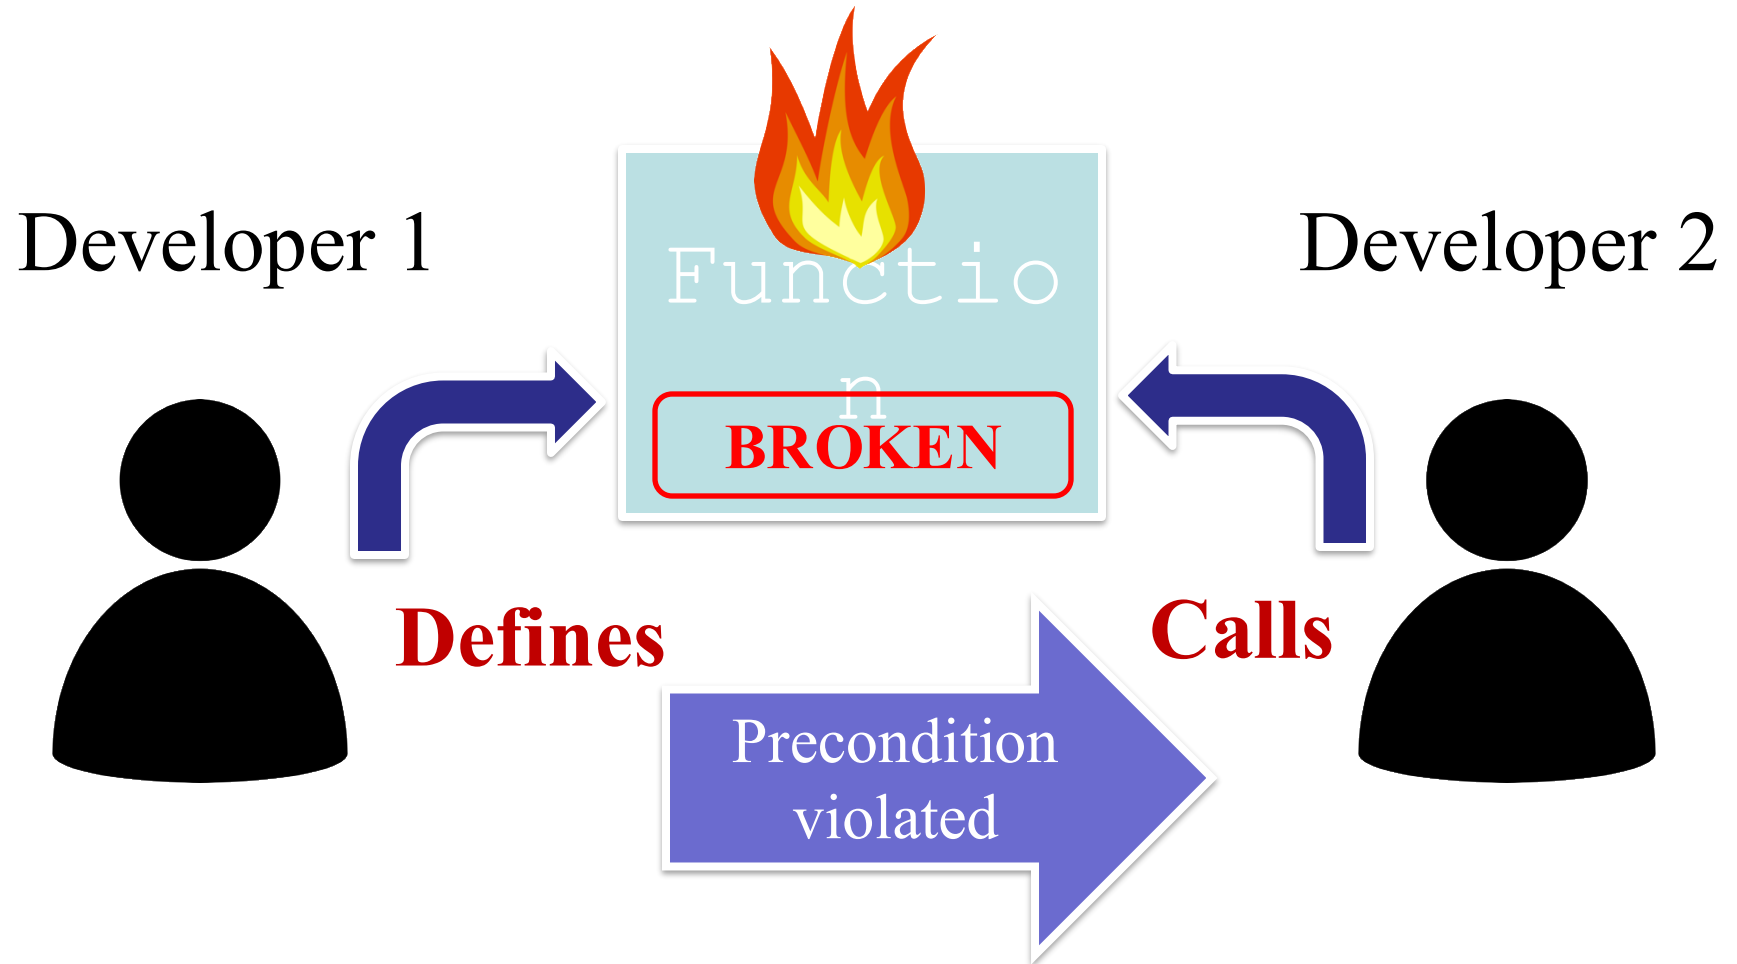 Developer 1
Functio
n
BROKEN
Developer 2
Defines
Calls
Precondition
violated